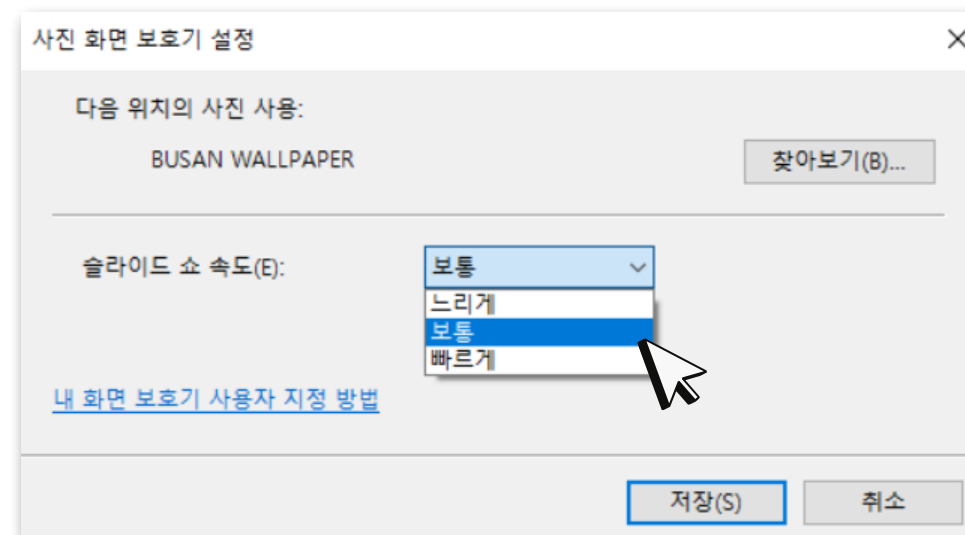 사진 화면 보호기 설정
다음 위치의 사진 사용:
BUSAN WALLPAPER 찾아보기(B)...
슬라이드 쇼 속도(E): 보통
느리게
보통
빠르게
내 화면 보호기 사용자 지정 방법
저장(S) 취소